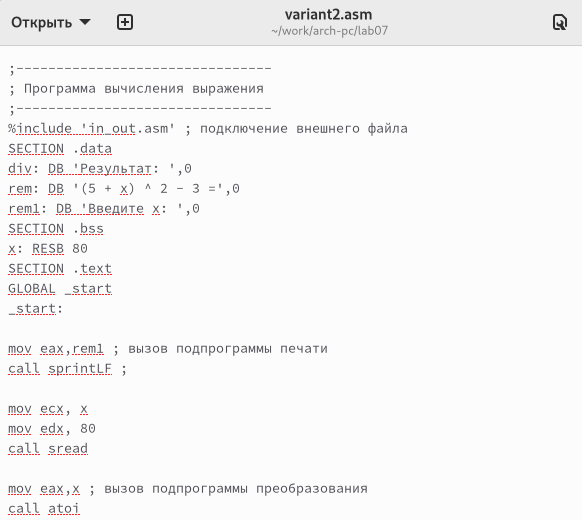 Открыть
variant2.asm
~/work/arch-pc/lab07
;--------------------------------
; Программа вычисления выражения
;--------------------------------
%include 'in_out.asm' ; подключение внешнего файла
SECTION .data
div: DB 'Результат: ',0
rem: DB '(5 + x) ^ 2 - 3 =',0
rem1: DB 'Введите x: ',0
SECTION .bss
x: RESB 80
SECTION .text
GLOBAL _start
_start:
mov eax,rem1 ; вызов подпрограммы печати
call sprintLF ;
mov ecx, x
mov edx, 80
call sread
mov eax,x ; вызов подпрограммы преобразования
call atoi